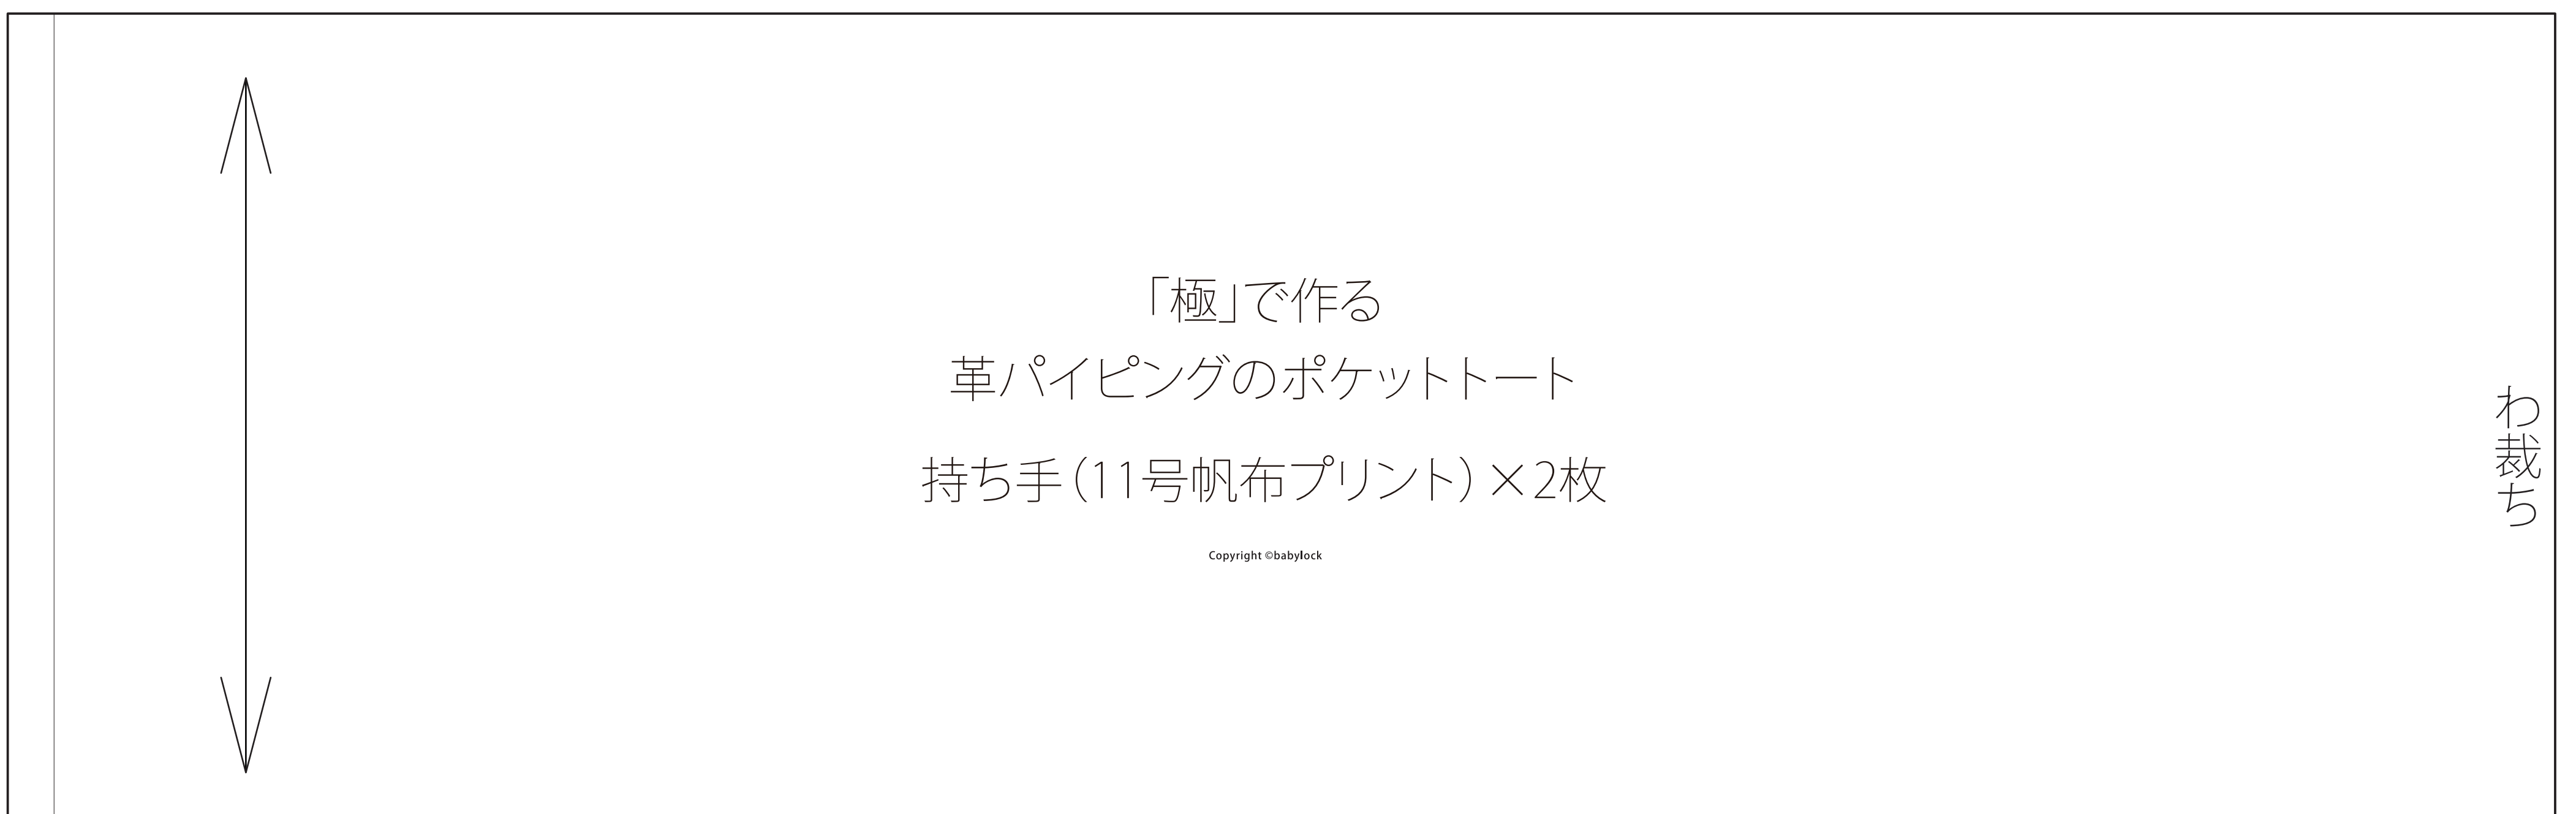 「極」で作る
革パイピングのポケットトート
持ち手(11号帆布プリント)×2枚
Copyright ©babylock
わ裁ち